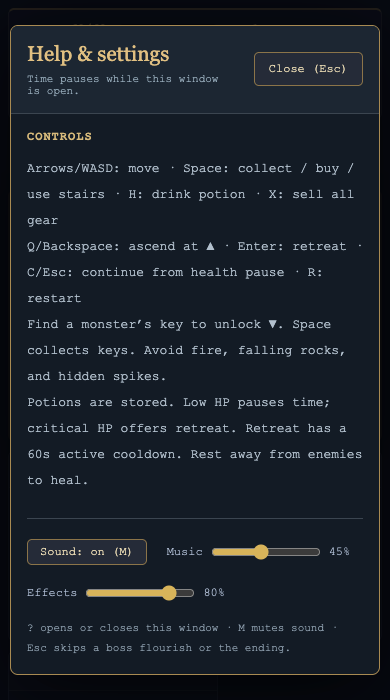 Help & settings
Time pauses while this window
is open.
Close (Esc)
CONTROLS
Arrows/WASD: move · Space: collect / buy /
use stairs · H: drink potion · X: sell all
gear
Q/Backspace: ascend at ▲ · Enter: retreat ·
C/Esc: continue from health pause · R:
restart
Find a monster’s key to unlock ▼. Space
collects keys. Avoid fire, falling rocks,
and hidden spikes.
Potions are stored. Low HP pauses time;
critical HP offers retreat. Retreat has a
60s active cooldown. Rest away from enemies
to heal.
Sound: on (M) Music 45%
Effects 80%
? opens or closes this window · M mutes sound ·
Esc skips a boss flourish or the ending.